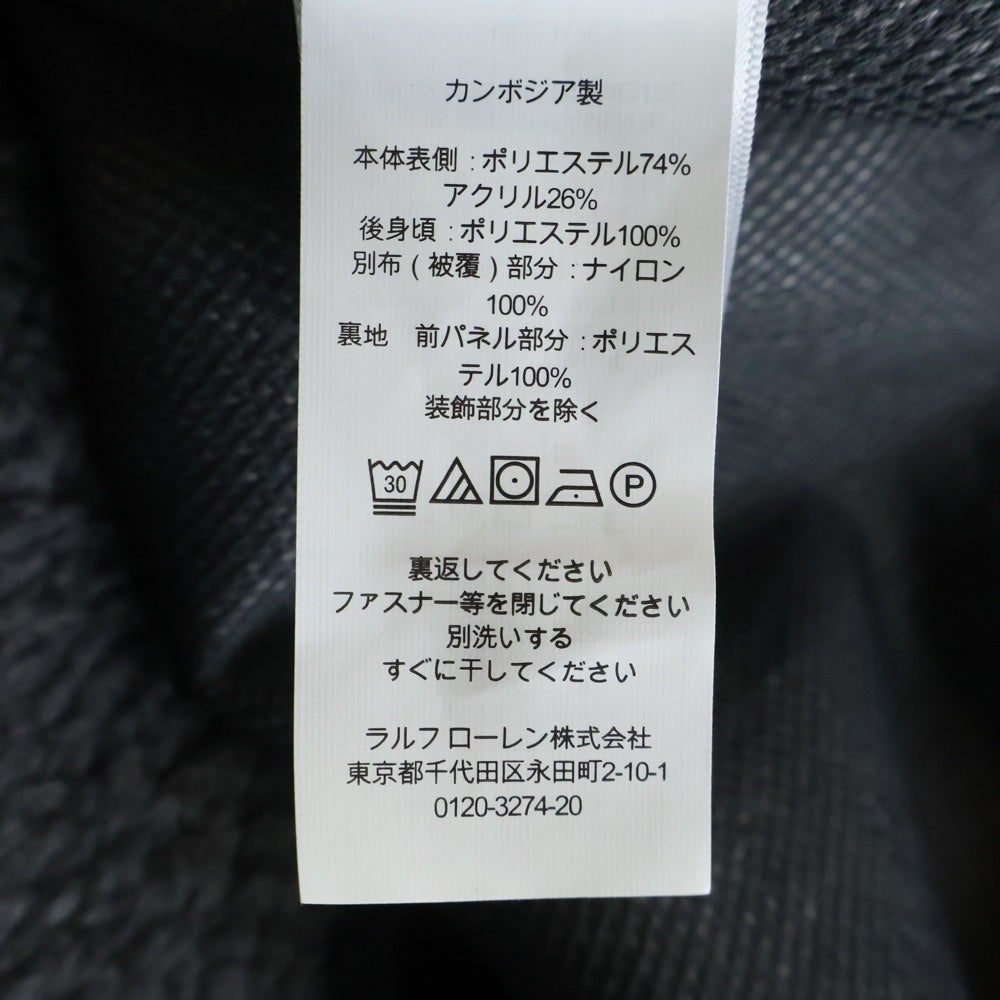 カンボジア製
本体表側 : ポリエステル74%
アクリル26%
後身頃 : ポリエステル100%
別布 ( 被覆 ) 部分 : ナイロン
100%
裏地　前パネル部分 : ポリエス
テル100%
装飾部分を除く
30 P
裏返してください
ファスナー等を閉じてください
別洗いする
すぐに干してください
ラルフ ローレン株式会社
東京都千代田区永田町2-10-1
0120-3274-20